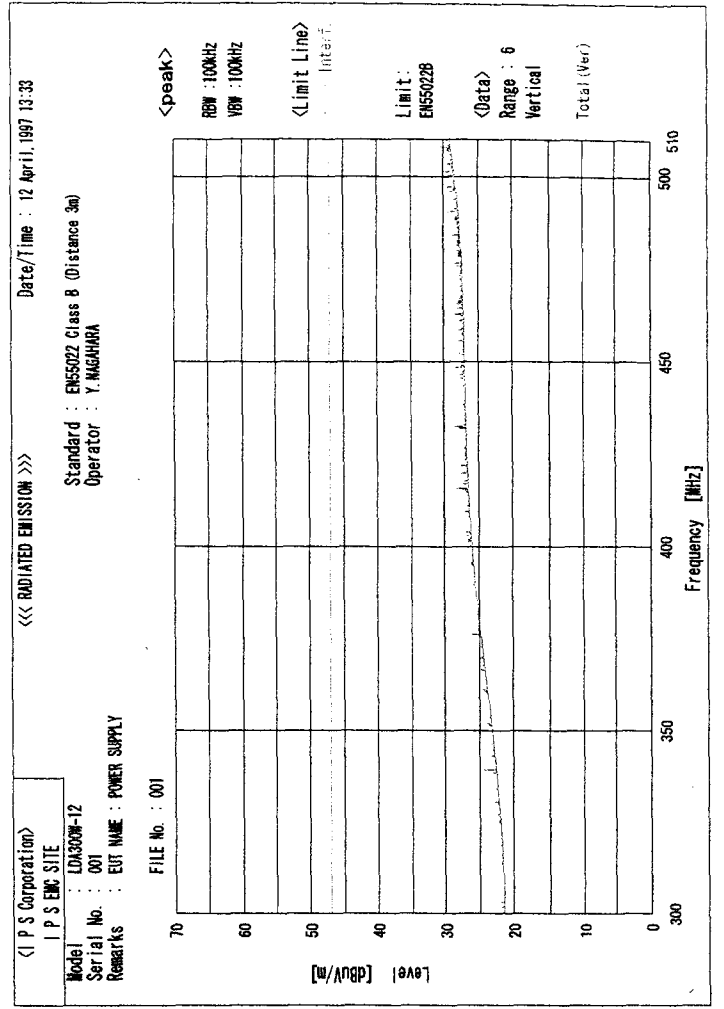 <I P S Corporation>
I P S EMC SITE
<<< RADIATED EMISSION >>>
Date/Time : 12 April, 1997 13:33
Model : LDA300W-12
Serial No. : 001
Remarks : EUT NAME : POWER SUPPLY
Standard : EN55022 Class B (Distance 3m)
Operator : Y.NAGAHARA
FILE No. : 001
<peak>
RBW :100kHz
VBW :100kHz
<Limit Line>
Interf.
Limit:
EN55022B
<Data>
Range : 6
Vertical
Total(Ver)
Level [dBuV/m]
70
60
50
40
30
20
10
0
300
350
400
450
500
510
Frequency [MHz]